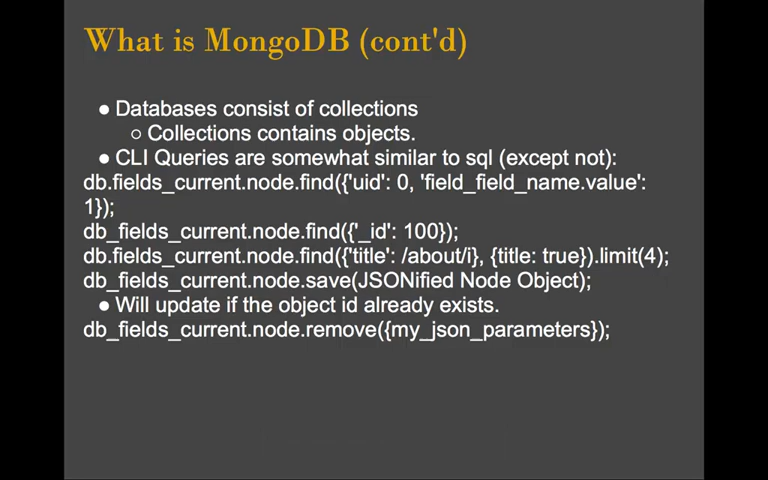 What is MongoDB (cont'd)
● Databases consist of collections
○ Collections contains objects.
● CLI Queries are somewhat similar to sql (except not):
db.fields_current.node.find({'uid': 0, 'field_field_name.value':
1});
db_fields_current.node.find({'_id': 100});
db.fields_current.node.find({'title': /about/i}, {title: true}).limit(4);
db_fields_current.node.save(JSONified Node Object);
● Will update if the object id already exists.
db_fields_current.node.remove({my_json_parameters});